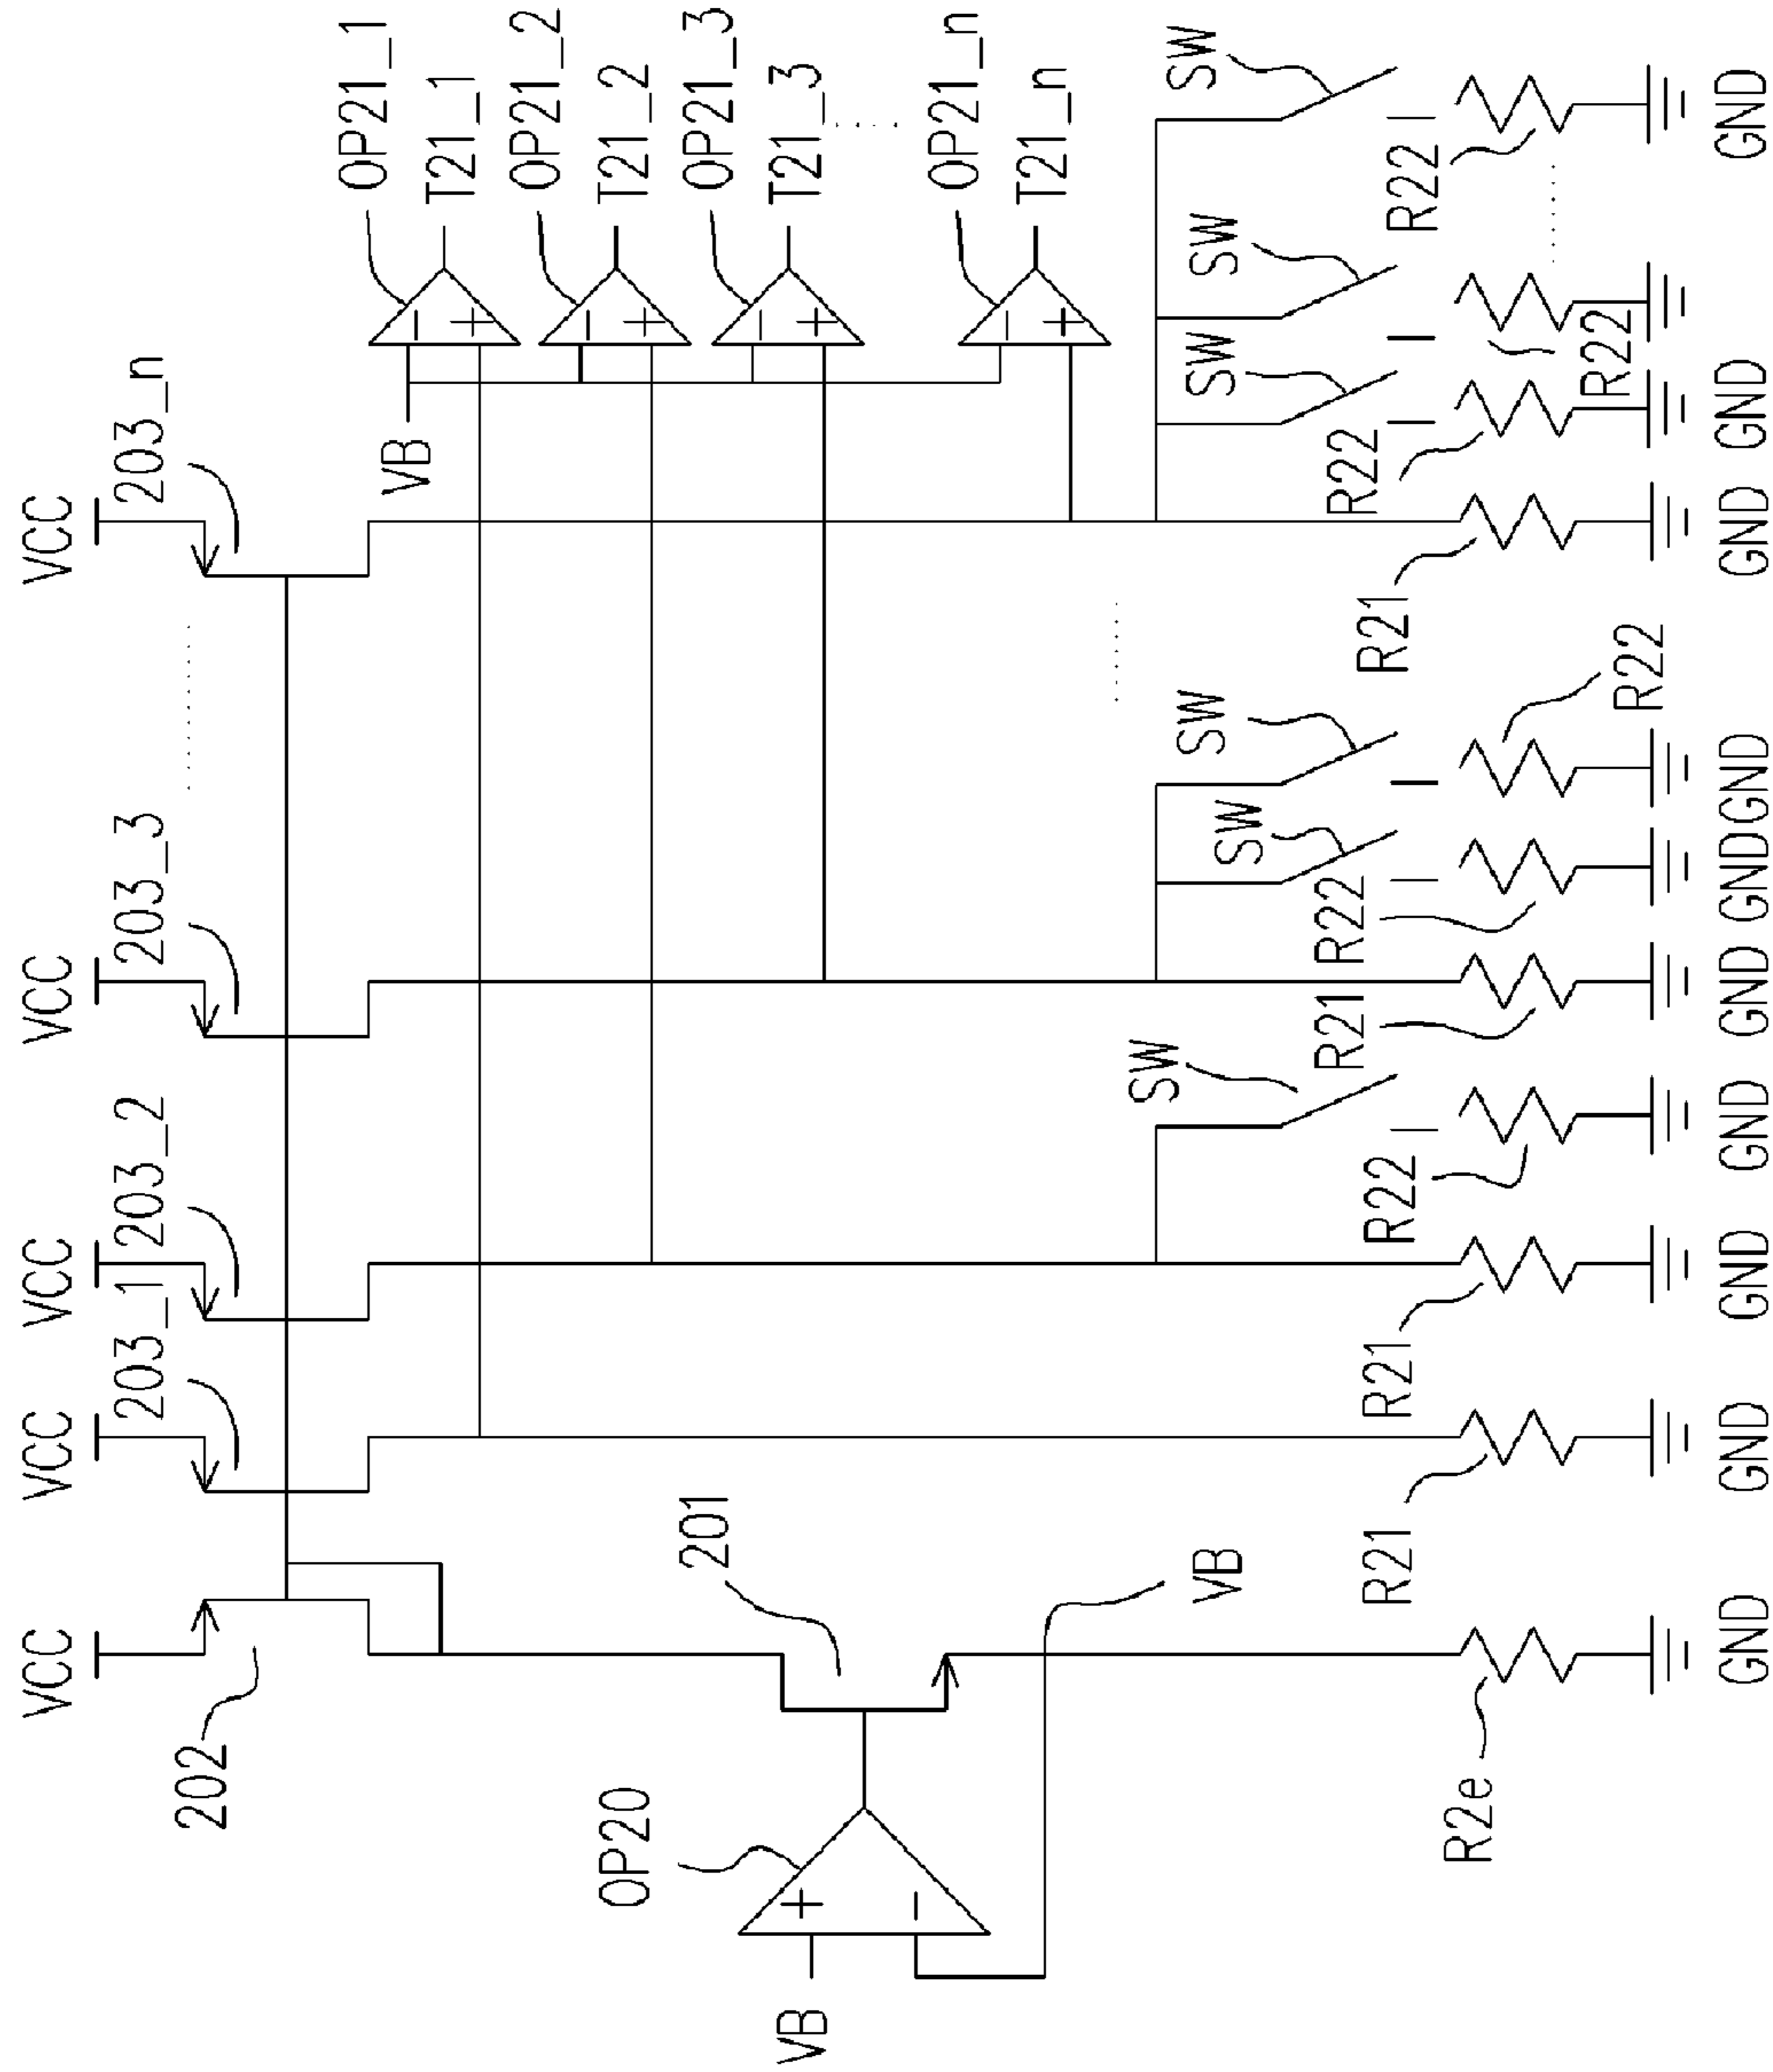 VCC
VCC
VCC
VCC
VCC
202
203_1
203_2
203_3
203_n
VB
OP21_1
T21_1
OP21_2
T21_2
OP21_3
T21_3
OP21_n
T21_n
OP20
VB
201
VB
SW
SW
SW
SW
SW
SW
R2e
R21
R21
R22
R21
R22
R22
R21
R22
R22
R22
GND
GND
GND
GND
GND
GND
GND
GND
GND
GND